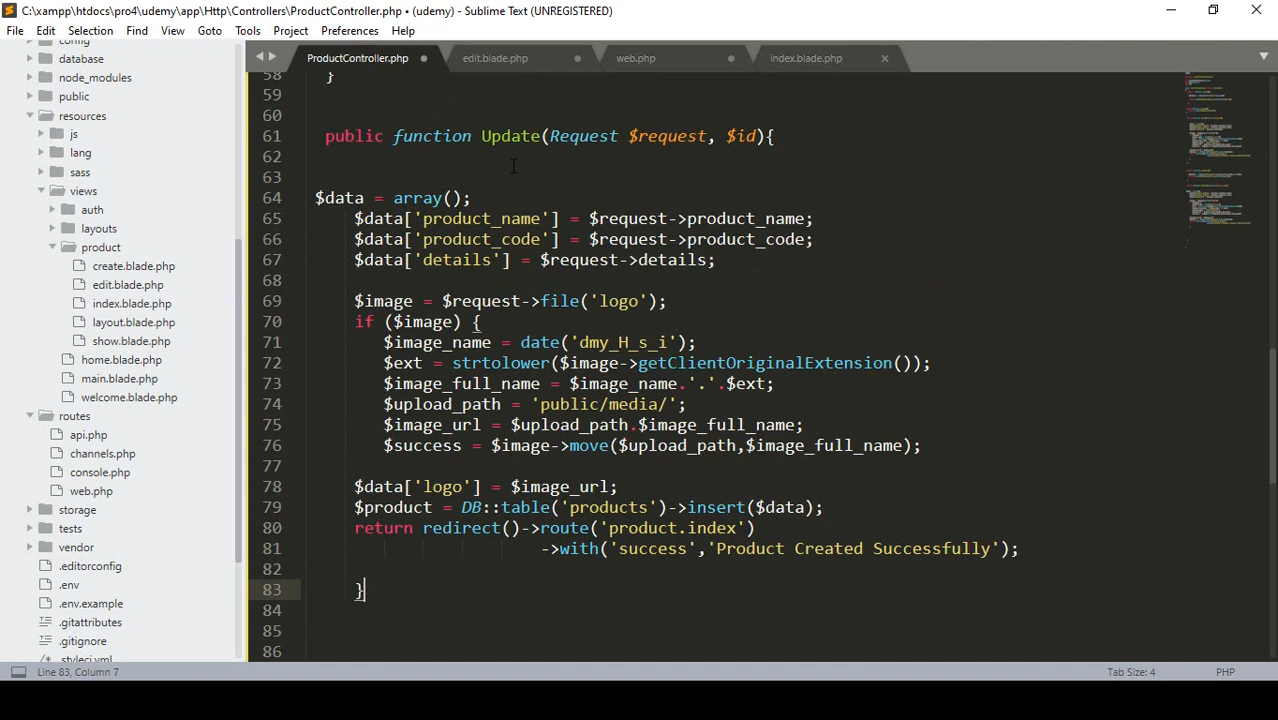 C:\xampp\htdocs\pro4\udemy\app\Http\Controllers\ProductController.php • (udemy) - Sublime Text (UNREGISTERED)
File Edit Selection Find View Goto Tools Project Preferences Help
config
database
node_modules
public
resources
js
lang
sass
views
auth
layouts
product
create.blade.php
edit.blade.php
index.blade.php
layout.blade.php
show.blade.php
home.blade.php
main.blade.php
welcome.blade.php
routes
api.php
channels.php
console.php
web.php
storage
tests
vendor
.editorconfig
.env
.env.example
.gitattributes
.gitignore
.styleci.yml
ProductController.php edit.blade.php web.php index.blade.php
58 }
59
60
61 public function Update(Request $request, $id){
62
63
64 $data = array();
65 $data['product_name'] = $request->product_name;
66 $data['product_code'] = $request->product_code;
67 $data['details'] = $request->details;
68
69 $image = $request->file('logo');
70 if ($image) {
71 $image_name = date('dmy_H_s_i');
72 $ext = strtolower($image->getClientOriginalExtension());
73 $image_full_name = $image_name.'.'.$ext;
74 $upload_path = 'public/media/';
75 $image_url = $upload_path.$image_full_name;
76 $success = $image->move($upload_path,$image_full_name);
77
78 $data['logo'] = $image_url;
79 $product = DB::table('products')->insert($data);
80 return redirect()->route('product.index')
81 ->with('success','Product Created Successfully');
82
83 }
84
85
86
Line 83, Column 7 Tab Size: 4 PHP